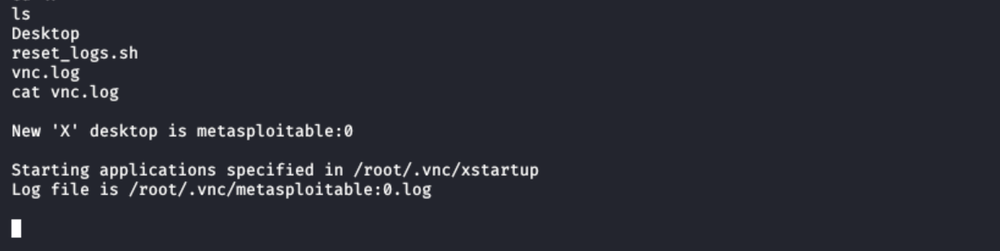 ls
Desktop
reset_logs.sh
vnc.log
cat vnc.log
New 'X' desktop is metasploitable:0
Starting applications specified in /root/.vnc/xstartup
Log file is /root/.vnc/metasploitable:0.log